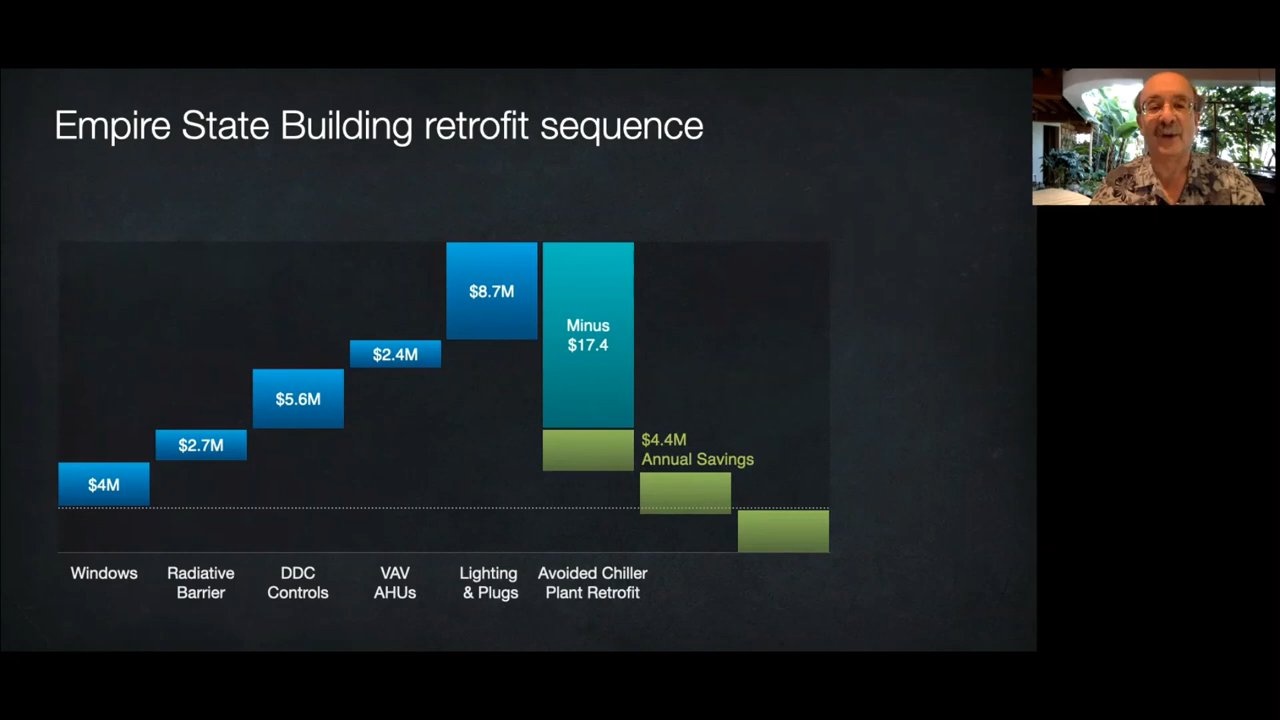 Empire State Building retrofit sequence
$8.7M
Minus
$17.4
$2.4M
$5.6M
$2.7M
$4M
$4.4M
Annual Savings
Windows
Radiative
Barrier
DDC
Controls
VAV
AHUs
Lighting
& Plugs
Avoided Chiller
Plant Retrofit